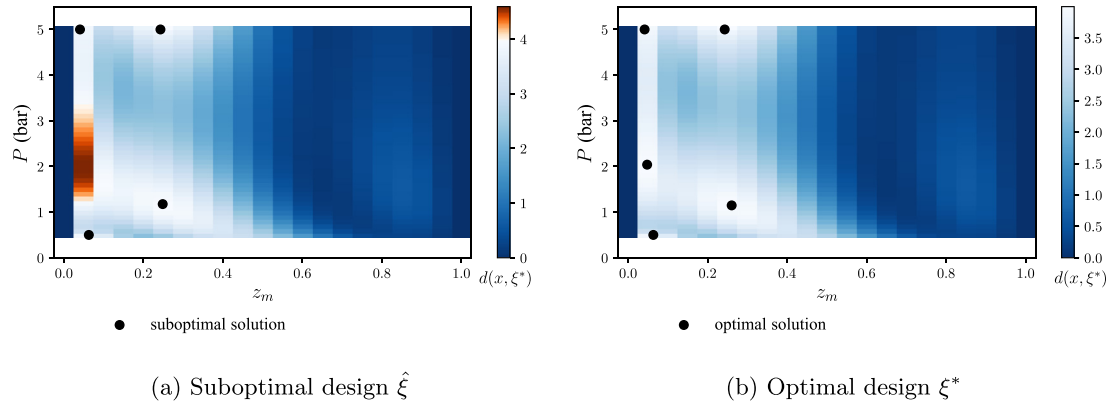 5
4
3
2
1
0
P (bar)
0.0 0.2 0.4 0.6 0.8 1.0
z_m
4
3
2
1
0
d(x, ξ*)
suboptimal solution
(a) Suboptimal design ξ̂
5
4
3
2
1
0
P (bar)
0.0 0.2 0.4 0.6 0.8 1.0
z_m
3.5
3.0
2.5
2.0
1.5
1.0
0.5
0.0
d(x, ξ*)
optimal solution
(b) Optimal design ξ*